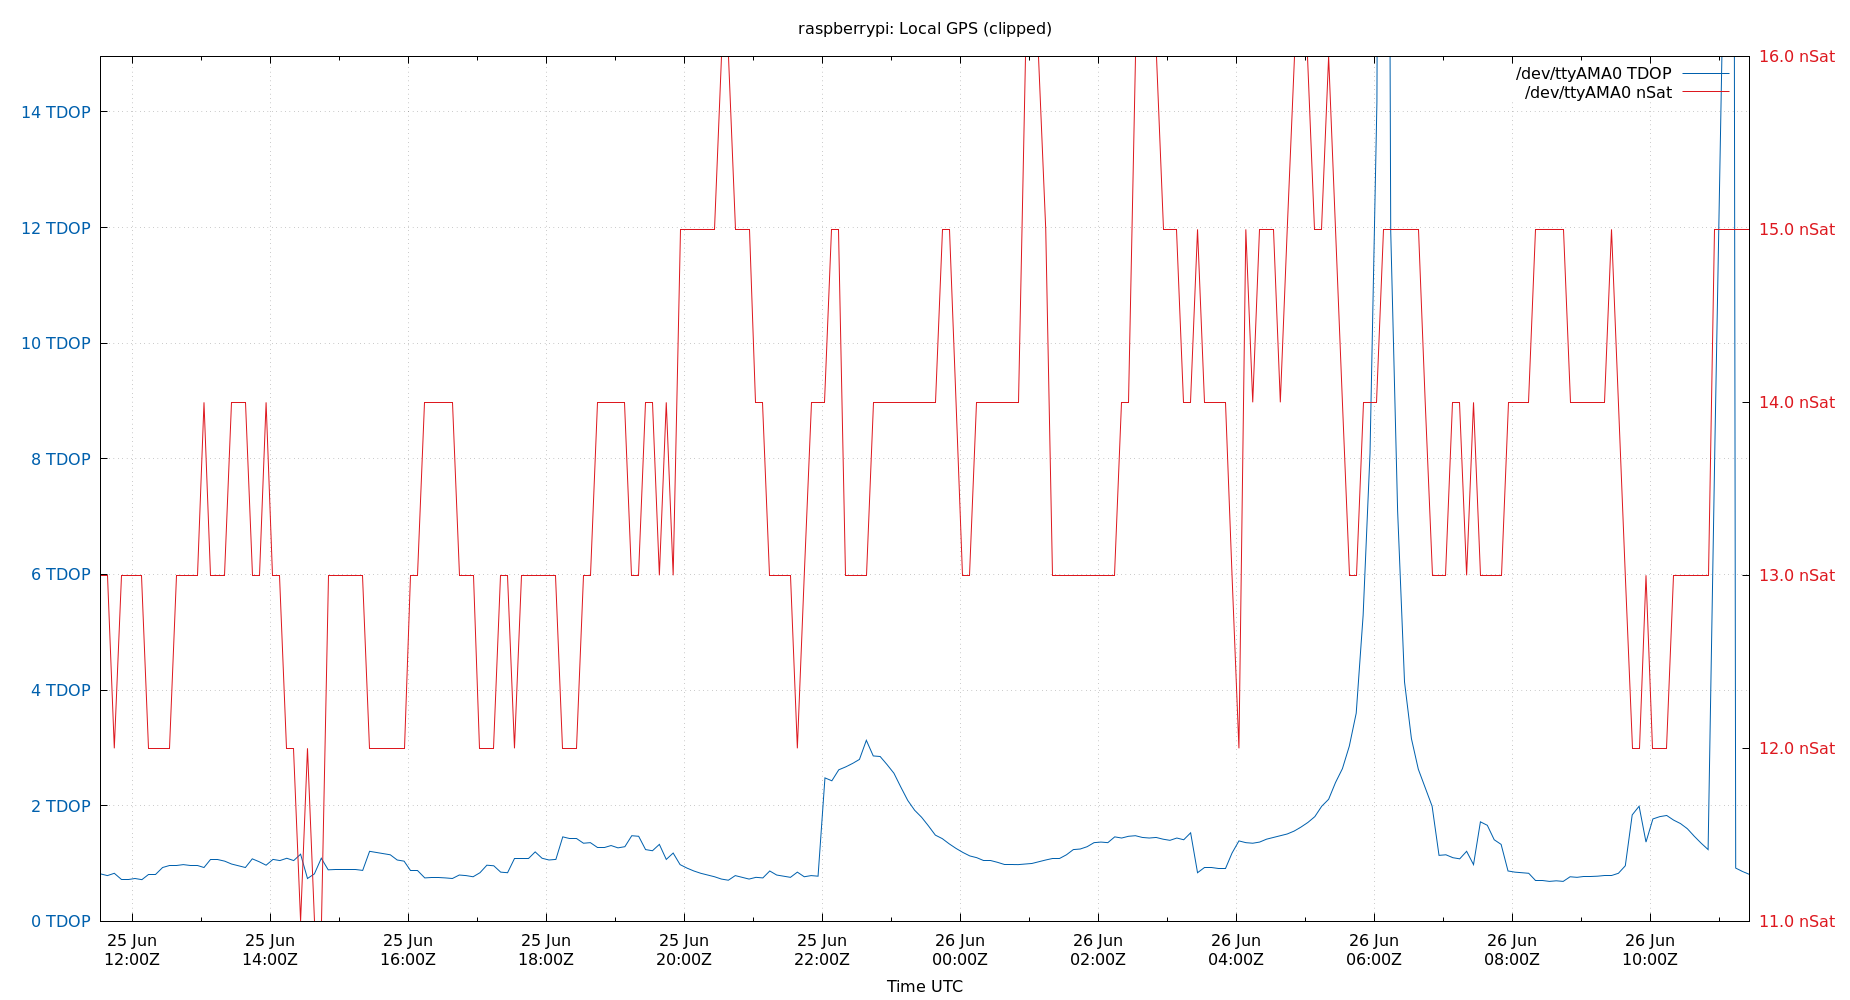 raspberrypi: Local GPS (clipped)
/dev/ttyAMA0 TDOP
/dev/ttyAMA0 nSat
14 TDOP
12 TDOP
10 TDOP
8 TDOP
6 TDOP
4 TDOP
2 TDOP
0 TDOP
16.0 nSat
15.0 nSat
14.0 nSat
13.0 nSat
12.0 nSat
11.0 nSat
25 Jun
12:00Z
25 Jun
14:00Z
25 Jun
16:00Z
25 Jun
18:00Z
25 Jun
20:00Z
25 Jun
22:00Z
26 Jun
00:00Z
26 Jun
02:00Z
26 Jun
04:00Z
26 Jun
06:00Z
26 Jun
08:00Z
26 Jun
10:00Z
Time UTC